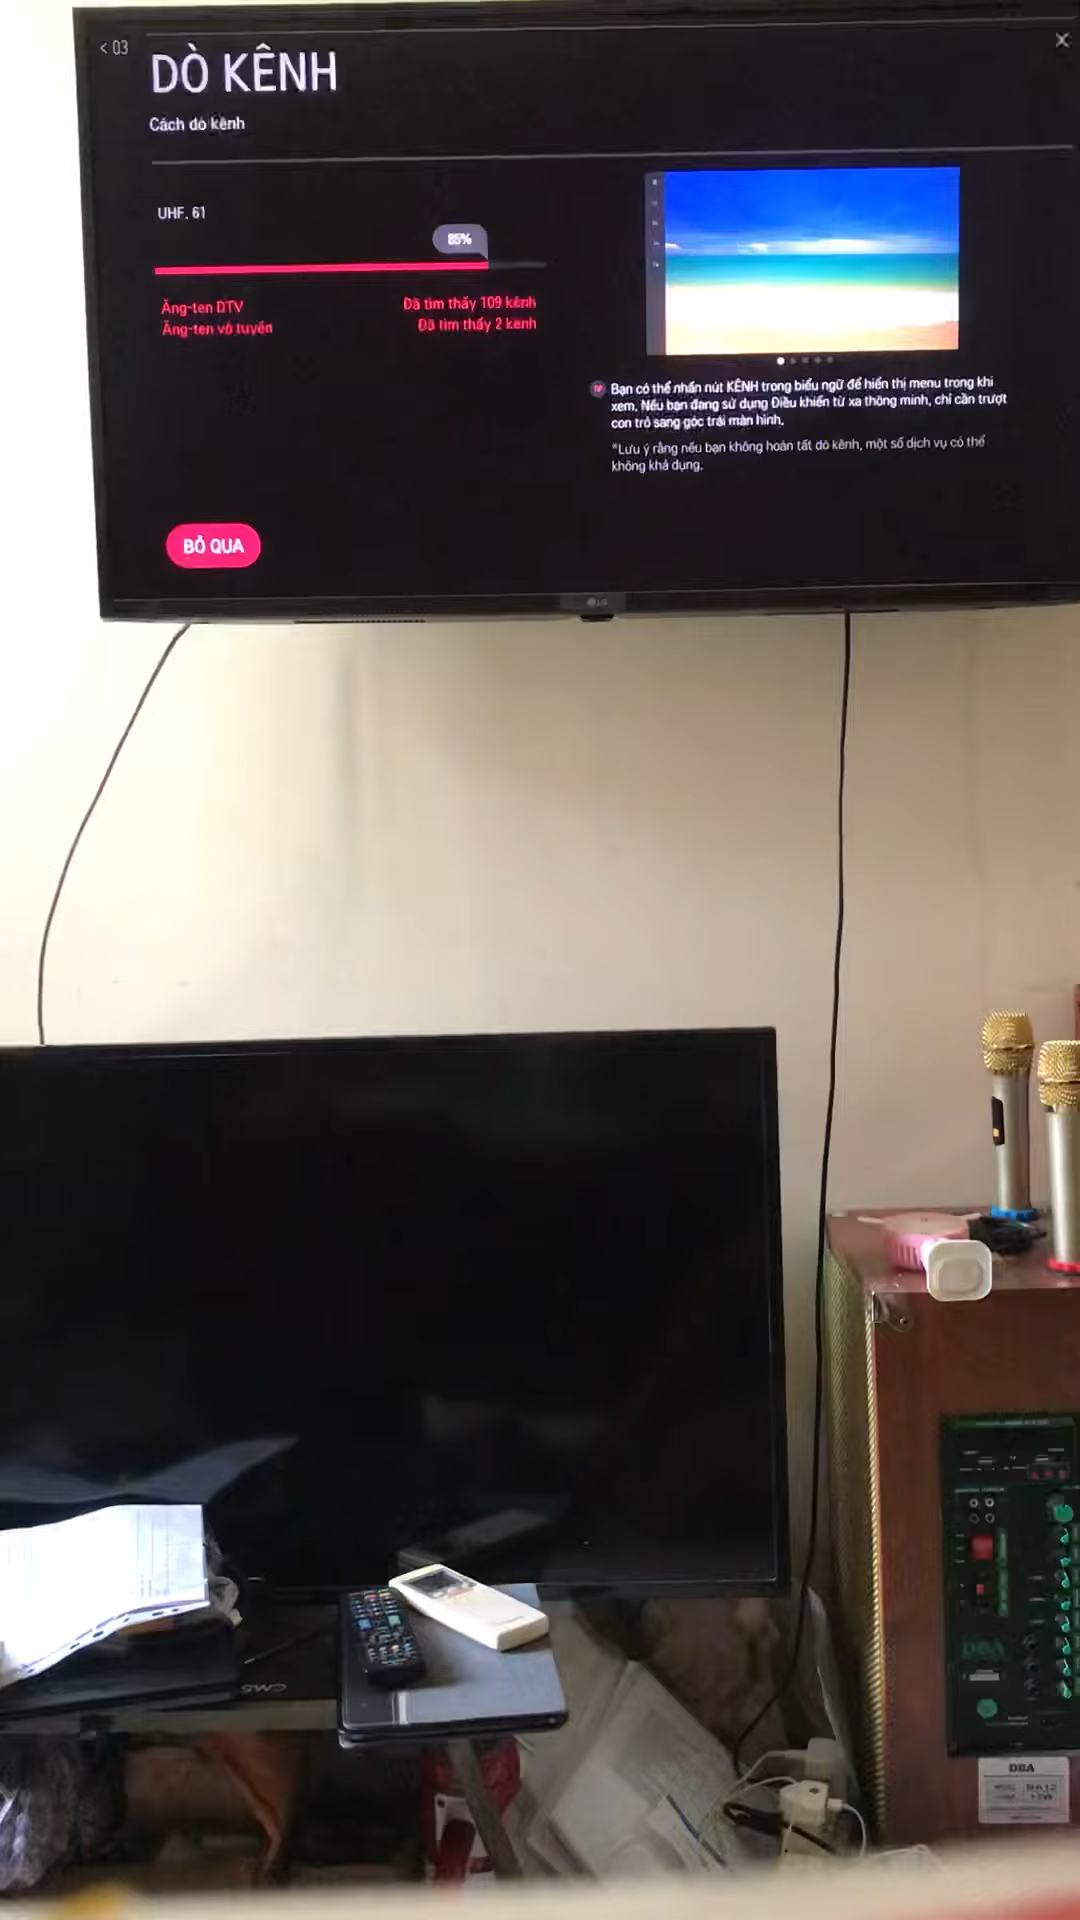 < 03
DÒ KÊNH
Cách dò kênh
UHF. 61
85%
Ăng-ten DTV
Đã tìm thấy 109 kênh
Ăng-ten vô tuyến
Đã tìm thấy 2 kênh
TIP
Bạn có thể nhấn nút KÊNH trong biểu ngữ để hiển thị menu trong khi
xem. Nếu bạn đang sử dụng Điều khiển từ xa thông minh, chỉ cần trượt
con trỏ sang góc trái màn hình.
*Lưu ý rằng nếu bạn không hoàn tất dò kênh, một số dịch vụ có thể
không khả dụng.
BỎ QUA
LG
CMS
DBA
DBA